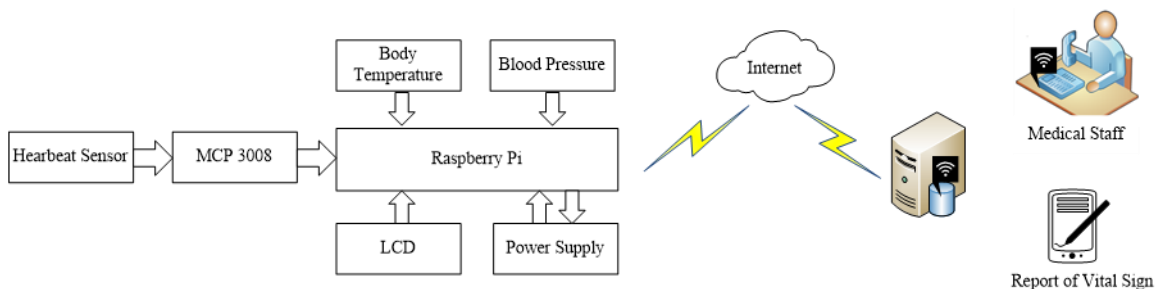 Body
Temperature
Blood Pressure
Internet
Medical Staff
Hearbeat Sensor
MCP 3008
Raspberry Pi
LCD
Power Supply
Report of Vital Sign